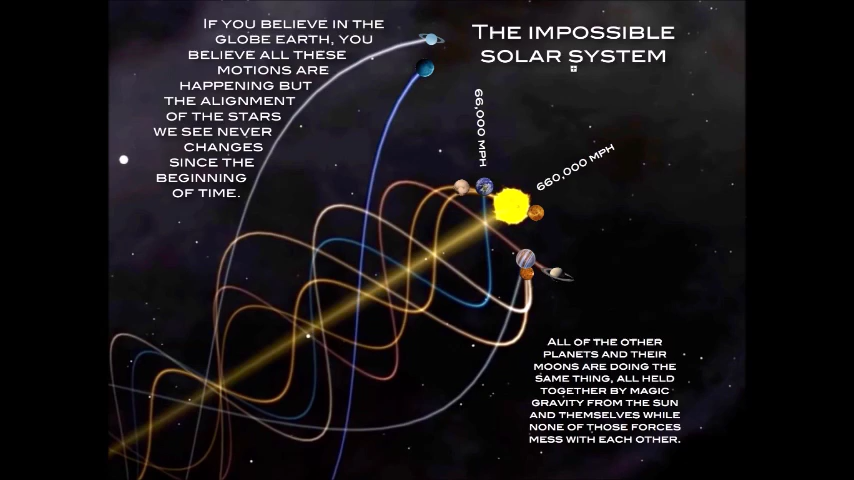 If you believe in the
globe Earth, you
believe all these
motions are
happening but
the alignment
of the stars
we see never
changes
since the
beginning
of time.
The impossible
solar system
66,000 mph
660,000 mph
All of the other
planets and their
moons are doing the
same thing, all held
together by magic
gravity from the sun
and themselves while
none of those forces
mess with each other.